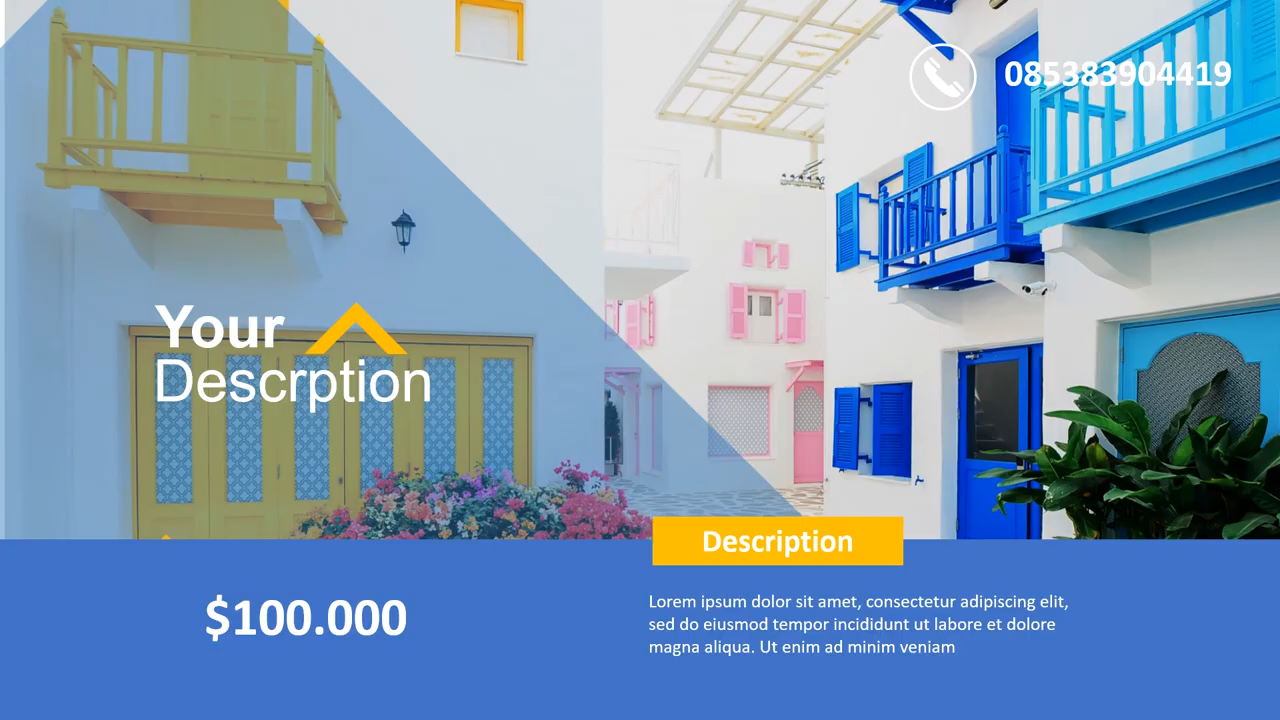 085383904419
Your
Descrption
Description
$100.000
Lorem ipsum dolor sit amet, consectetur adipiscing elit,
sed do eiusmod tempor incididunt ut labore et dolore
magna aliqua. Ut enim ad minim veniam